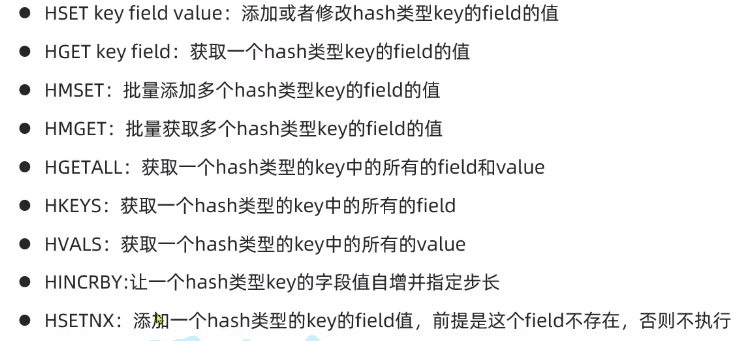 ● HSET key field value：添加或者修改hash类型key的field的值
● HGET key field：获取一个hash类型key的field的值
● HMSET：批量添加多个hash类型key的field的值
● HMGET：批量获取多个hash类型key的field的值
● HGETALL：获取一个hash类型的key中的所有的field和value
● HKEYS：获取一个hash类型的key中的所有的field
● HVALS：获取一个hash类型的key中的所有的value
● HINCRBY:让一个hash类型key的字段值自增并指定步长
● HSETNX：添加一个hash类型的key的field值，前提是这个field不存在，否则不执行